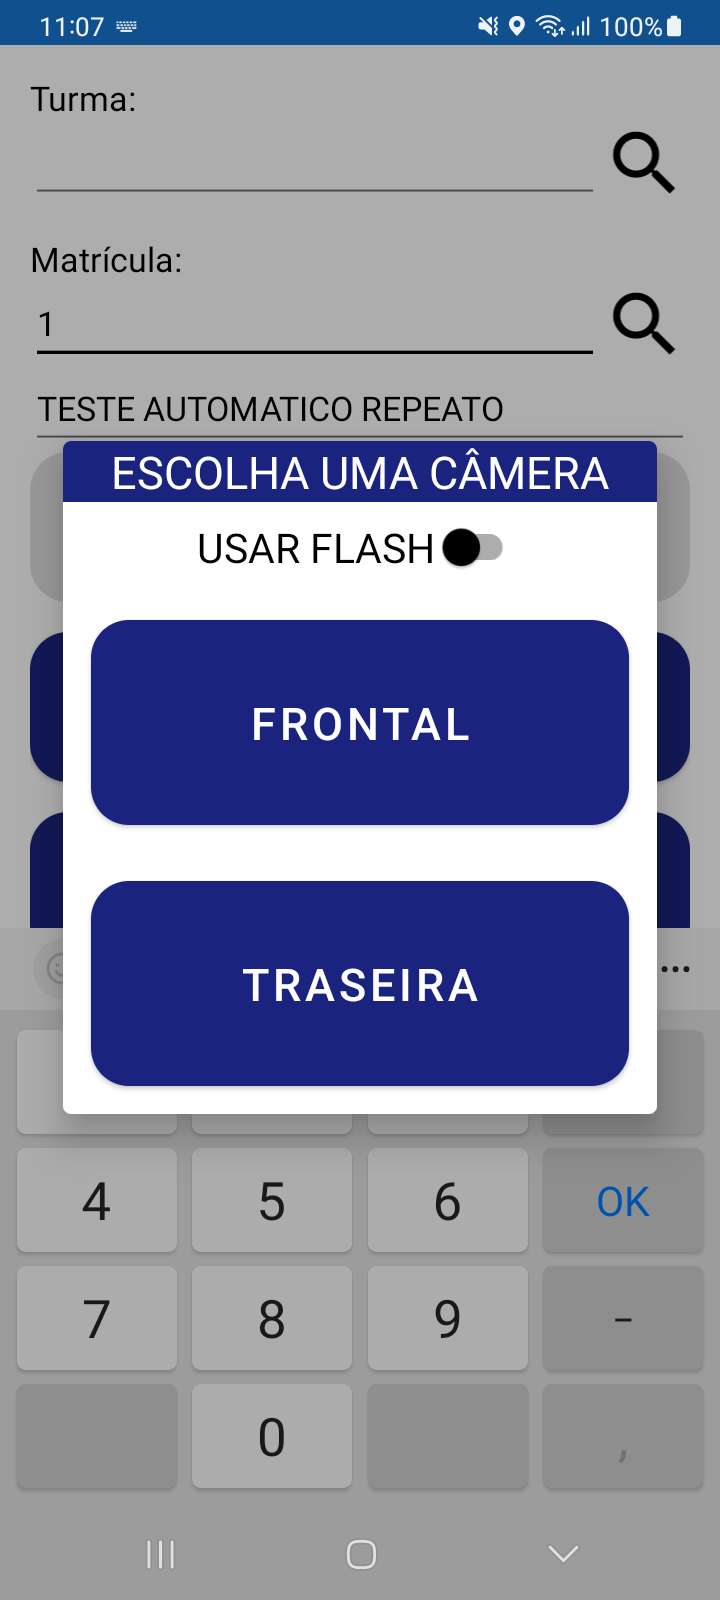 11:07
100%
Turma:
Matrícula:
1
TESTE AUTOMATICO REPEATO
ESCOLHA UMA CÂMERA
USAR FLASH
FRONTAL
TRASEIRA
4 5 6 OK
7 8 9 -
0 ,